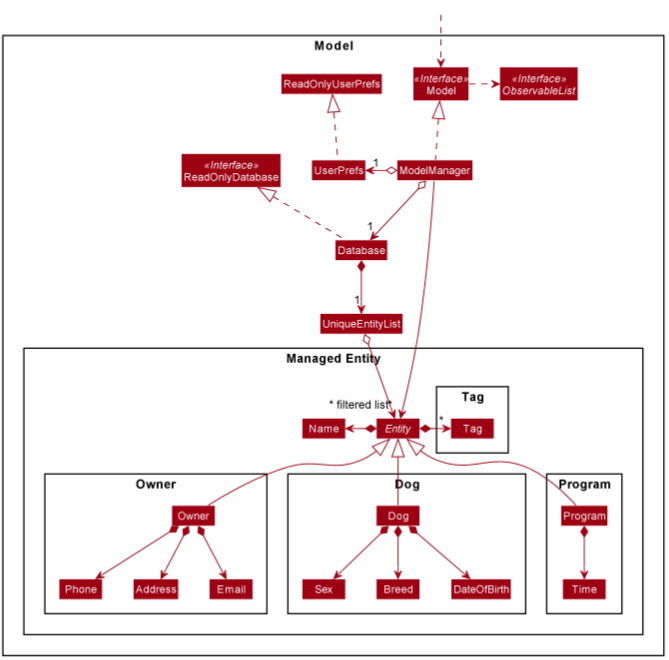 Model
ReadOnlyUserPrefs
«Interface»
Model
«Interface»
ObservableList
«Interface»
ReadOnlyDatabase
UserPrefs
1
ModelManager
1
Database
1
UniqueEntityList
Managed Entity
* filtered list
*
Tag
Name
Entity
*
Tag
Owner
Dog
Program
Owner
Dog
Program
Phone
Address
Email
Sex
Breed
DateOfBirth
Time